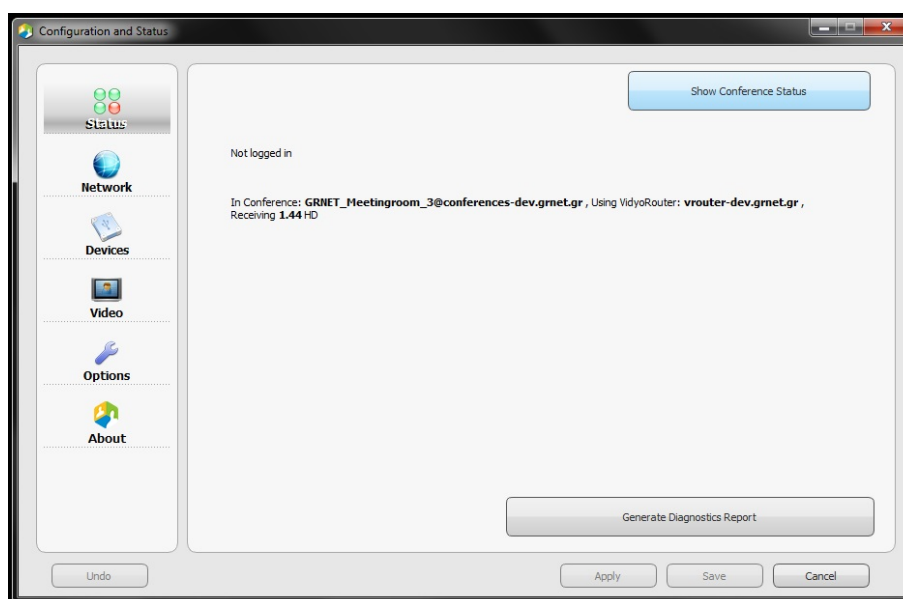 Configuration and Status
Status
Network
Devices
Video
Options
About
Show Conference Status
Not logged in
In Conference: GRNET_Meetingroom_3@conferences-dev.grnet.gr , Using VidyoRouter: vrouter-dev.grnet.gr ,
Receiving 1.44 HD
Generate Diagnostics Report
Undo
Apply
Save
Cancel